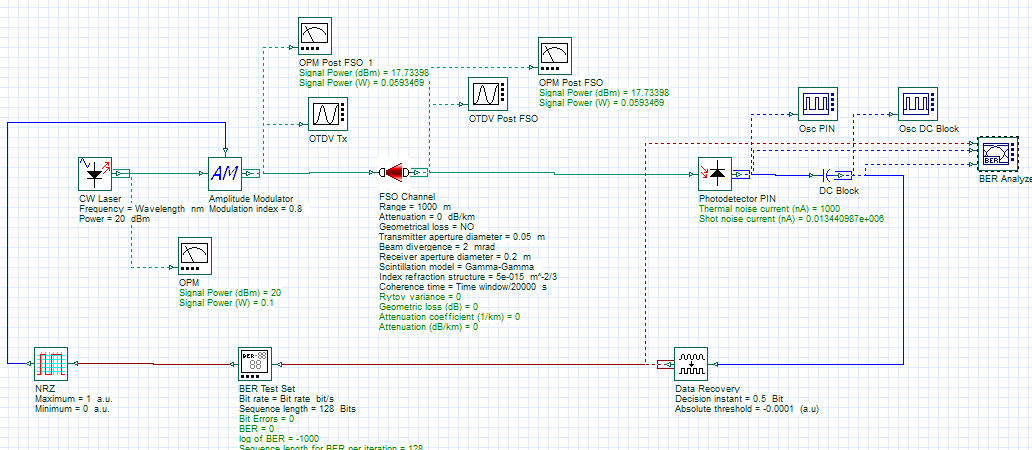 OPM Post FSO 1
Signal Power (dBm) = 17.73398
Signal Power (W) = 0.0593469
OPM Post FSO
Signal Power (dBm) = 17.73398
Signal Power (W) = 0.0593469
OTDV Tx
OTDV Post FSO
Osc PIN
Osc DC Block
BER
BER Analyze
AM
CW Laser
Frequency = Wavelength nm
Power = 20 dBm
Amplitude Modulator
Modulation index = 0.8
FSO Channel
Range = 1000 m
Attenuation = 0 dB/km
Geometrical loss = NO
Transmitter aperture diameter = 0.05 m
Beam divergence = 2 mrad
Receiver aperture diameter = 0.2 m
Scintillation model = Gamma-Gamma
Index refraction structure = 5e-015 m^-2/3
Coherence time = Time window/20000 s
Rytov variance = 0
Geometric loss (dB) = 0
Attenuation coefficient (1/km) = 0
Attenuation (dB/km) = 0
Photodetector PIN
Thermal noise current (nA) = 1000
Shot noise current (nA) = 0.013440987e+006
DC Block
OPM
Signal Power (dBm) = 20
Signal Power (W) = 0.1
NRZ
Maximum = 1 a.u.
Minimum = 0 a.u.
BER Test Set
Bit rate = Bit rate bit/s
Sequence length = 128 Bits
Bit Errors = 0
BER = 0
log of BER = -1000
Sequence length for BER per iteration = 128
Data Recovery
Decision instant = 0.5 Bit
Absolute threshold = -0.0001 (a.u)